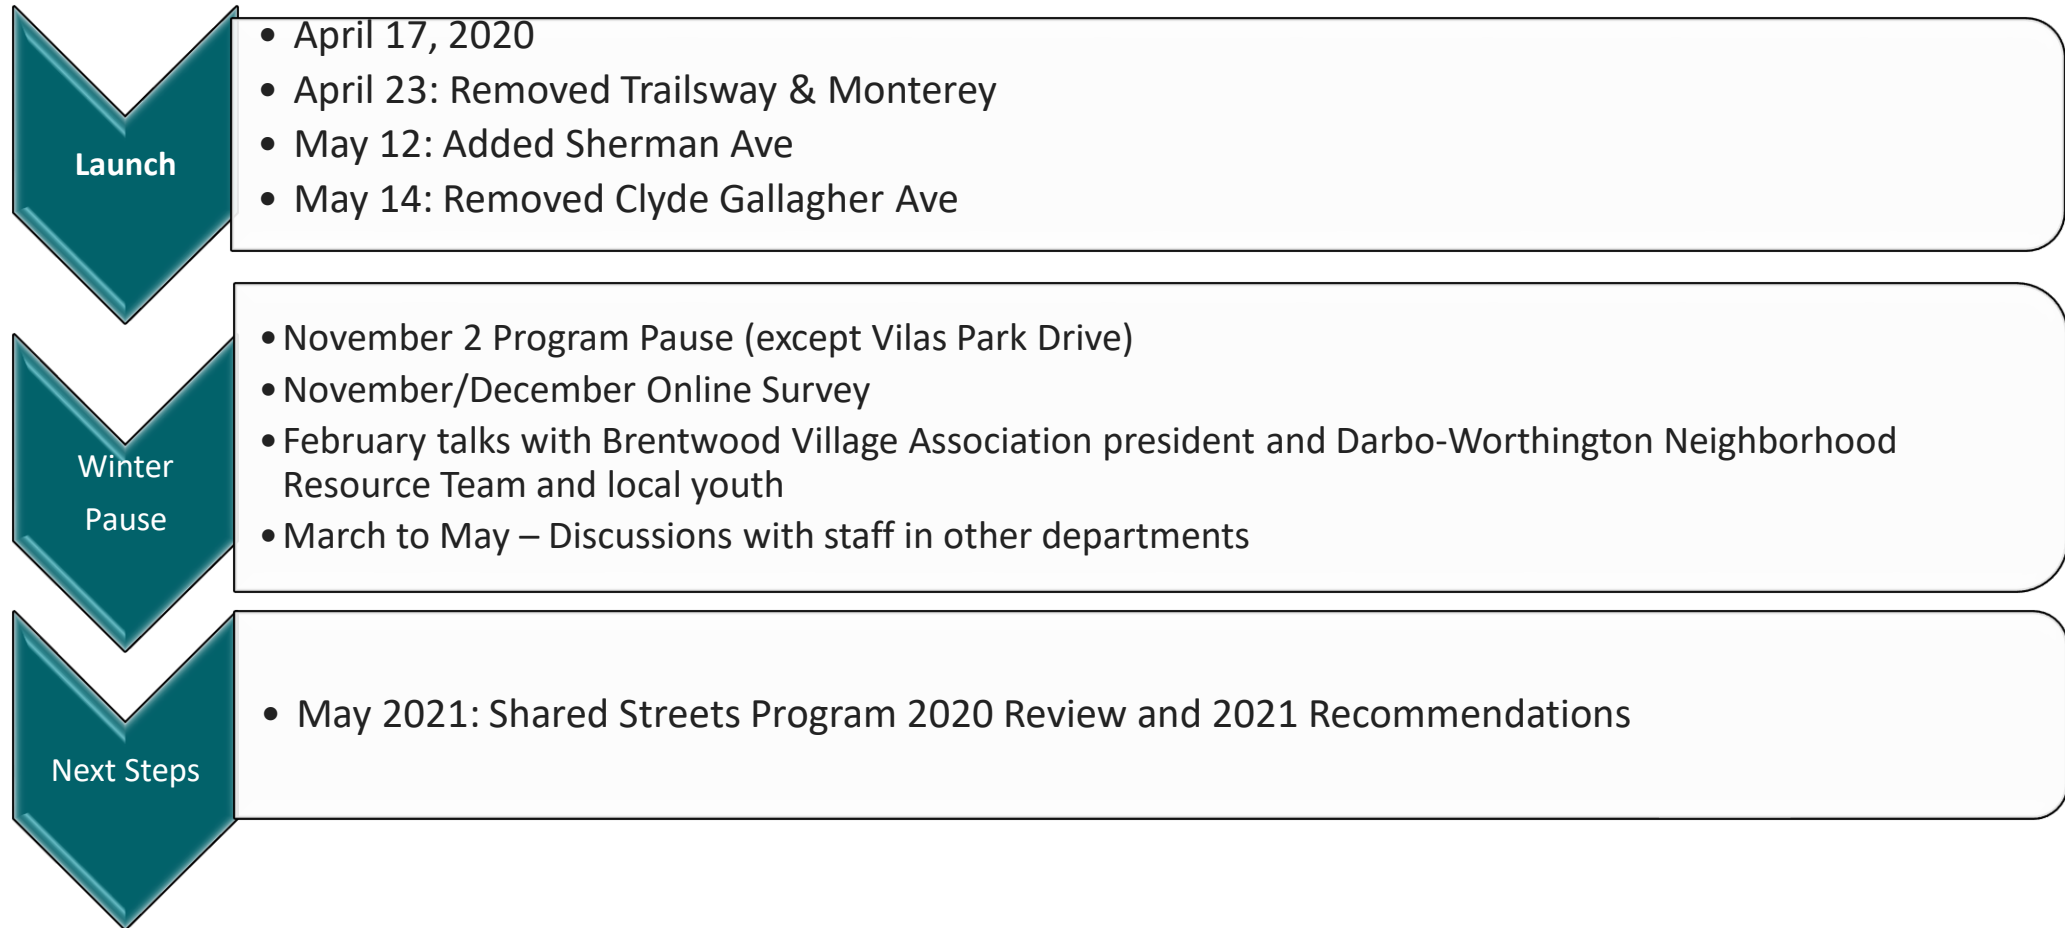 Launch
• April 17, 2020
• April 23: Removed Trailsway & Monterey
• May 12: Added Sherman Ave
• May 14: Removed Clyde Gallagher Ave
Winter
Pause
• November 2 Program Pause (except Vilas Park Drive)
• November/December Online Survey
• February talks with Brentwood Village Association president and Darbo-Worthington Neighborhood
Resource Team and local youth
• March to May – Discussions with staff in other departments
Next Steps
• May 2021: Shared Streets Program 2020 Review and 2021 Recommendations